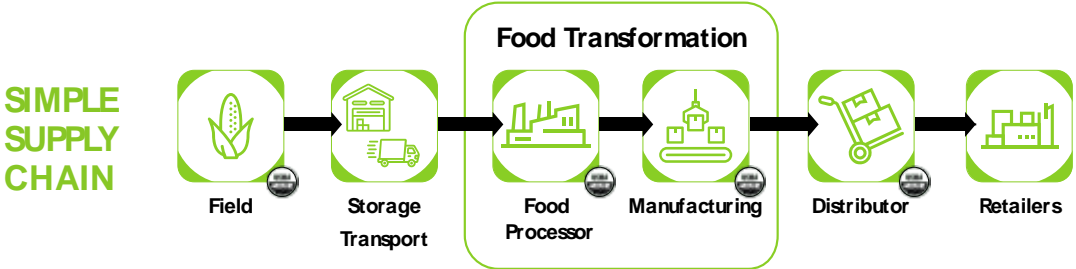 Food Transformation
SIMPLE
SUPPLY
CHAIN
Field
Storage
Transport
Food
Processor
Manufacturing
Distributor
Retailers